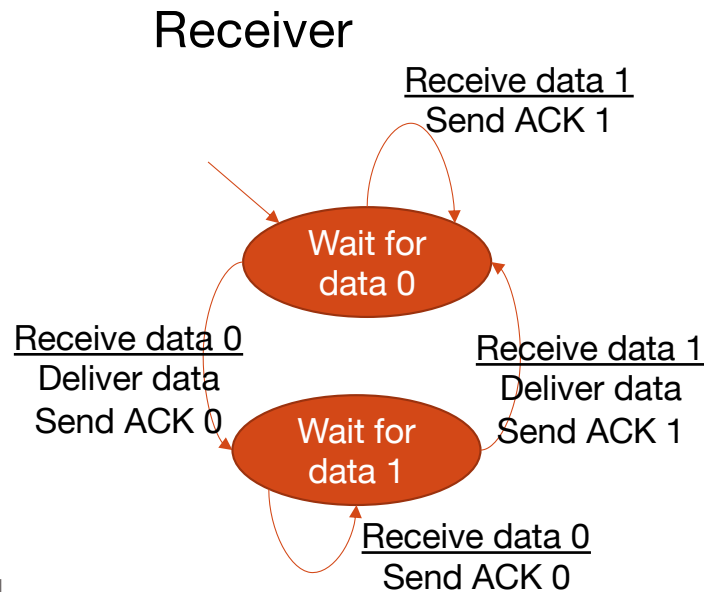 Receiver
Receive data 1
Send ACK 1
Wait for
data 0
Receive data 0
Deliver data
Send ACK 0
Receive data 1
Deliver data
Send ACK 1
Wait for
data 1
Receive data 0
Send ACK 0